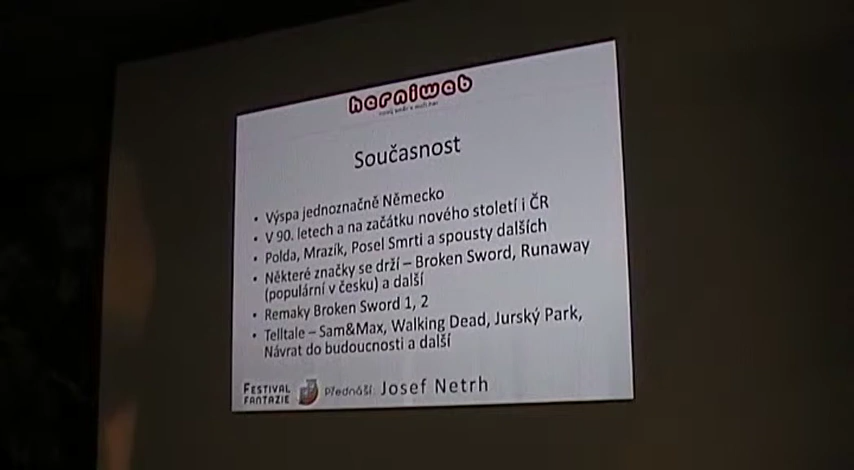 herniweb
Současnost
• Výspa jednoznačně Německo
• V 90. letech a na začátku nového století i ČR
• Polda, Mrazík, Posel Smrti a spousty dalších
• Některé značky se drží – Broken Sword, Runaway
(populární v česku) a další
• Remaky Broken Sword 1, 2
• Telltale – Sam&Max, Walking Dead, Jurský Park,
Návrat do budoucnosti a další
FESTIVAL
FANTAZIE
Přednáší: Josef Netrh